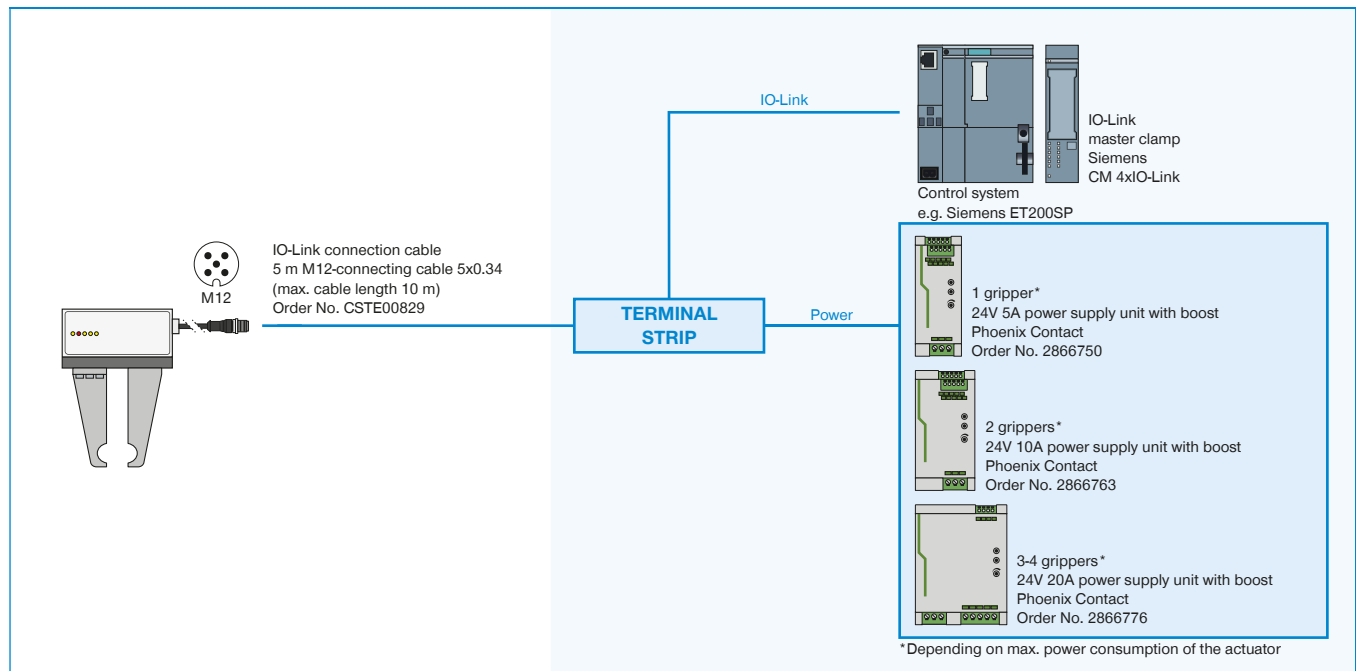 IO-Link
IO-Link
master clamp
Siemens
CM 4xIO-Link
Control system
e.g. Siemens ET200SP
M12
IO-Link connection cable
5 m M12-connecting cable 5x0.34
(max. cable length 10 m)
Order No. CSTE00829
TERMINAL
STRIP
Power
1 gripper*
24V 5A power supply unit with boost
Phoenix Contact
Order No. 2866750
2 grippers*
24V 10A power supply unit with boost
Phoenix Contact
Order No. 2866763
3-4 grippers*
24V 20A power supply unit with boost
Phoenix Contact
Order No. 2866776
*Depending on max. power consumption of the actuator